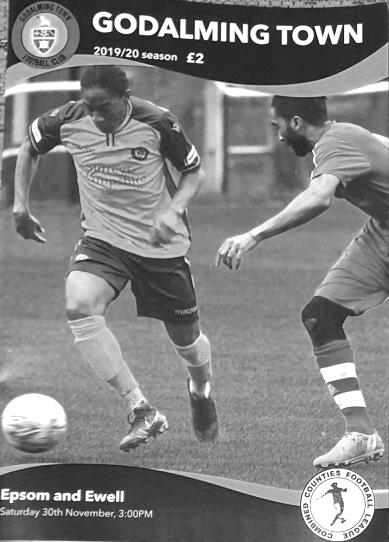 GODALMING TOWN
FOOTBALL CLUB
GODALMING TOWN
2019/20 season £2
macron
Epsom and Ewell
Saturday 30th November, 3:00PM
COMBINED COUNTIES FOOTBALL LEAGUE